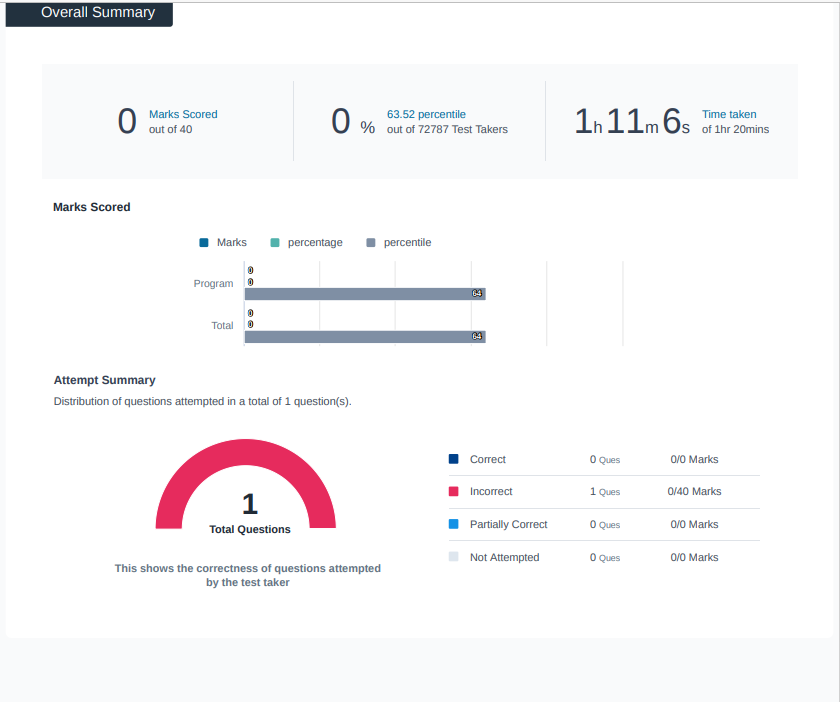 Overall Summary
0 Marks Scored
out of 40
0 % 63.52 percentile
out of 72787 Test Takers
1h 11m 6s Time taken
of 1hr 20mins
Marks Scored
Marks percentage percentile
Program 0
0
64
Total 0
0
64
Attempt Summary
Distribution of questions attempted in a total of 1 question(s).
1
Total Questions
This shows the correctness of questions attempted
by the test taker
Correct 0 Ques 0/0 Marks
Incorrect 1 Ques 0/40 Marks
Partially Correct 0 Ques 0/0 Marks
Not Attempted 0 Ques 0/0 Marks